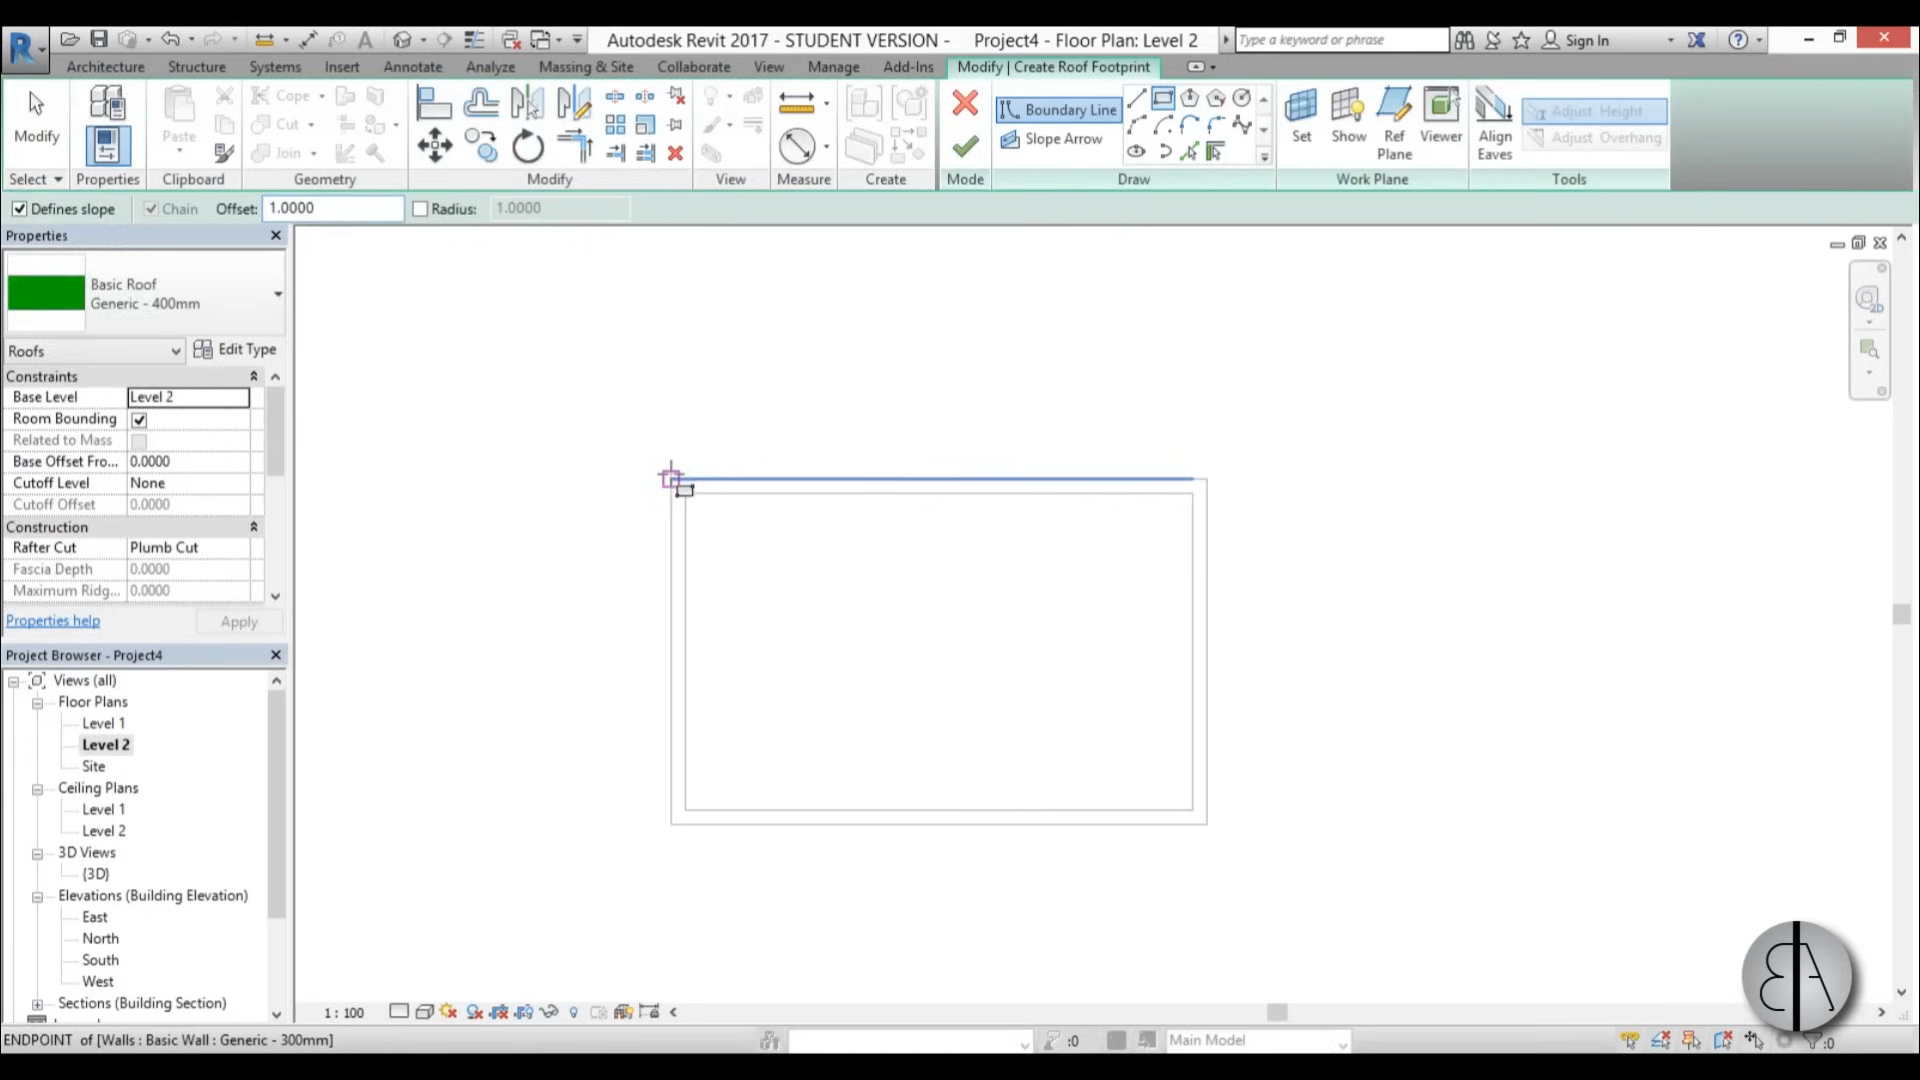 Autodesk Revit 2017 - STUDENT VERSION - Project4 - Floor Plan: Level 2
Type a keyword or phrase
Sign In
Architecture Structure Systems Insert Annotate Analyze Massing & Site Collaborate View Manage Add-Ins Modify | Create Roof Footprint
Modify
Paste
Cope
Cut
Join
Boundary Line
Slope Arrow
Set
Show
Ref
Plane
Viewer
Align
Eaves
Adjust Height
Adjust Overhang
Select Properties Clipboard Geometry Modify View Measure Create Mode Draw Work Plane Tools
Defines slope Chain Offset: 1.0000 Radius: 1.0000
Properties
Basic Roof
Generic - 400mm
Roofs Edit Type
Constraints
Base Level Level 2
Room Bounding
Related to Mass
Base Offset Fro... 0.0000
Cutoff Level None
Cutoff Offset 0.0000
Construction
Rafter Cut Plumb Cut
Fascia Depth 0.0000
Maximum Ridg... 0.0000
Properties help Apply
Project Browser - Project4
Views (all)
Floor Plans
Level 1
Level 2
Site
Ceiling Plans
Level 1
Level 2
3D Views
{3D}
Elevations (Building Elevation)
East
North
South
West
Sections (Building Section)
1 : 100
ENDPOINT of [Walls : Basic Wall : Generic - 300mm]
:0
Main Model
:0